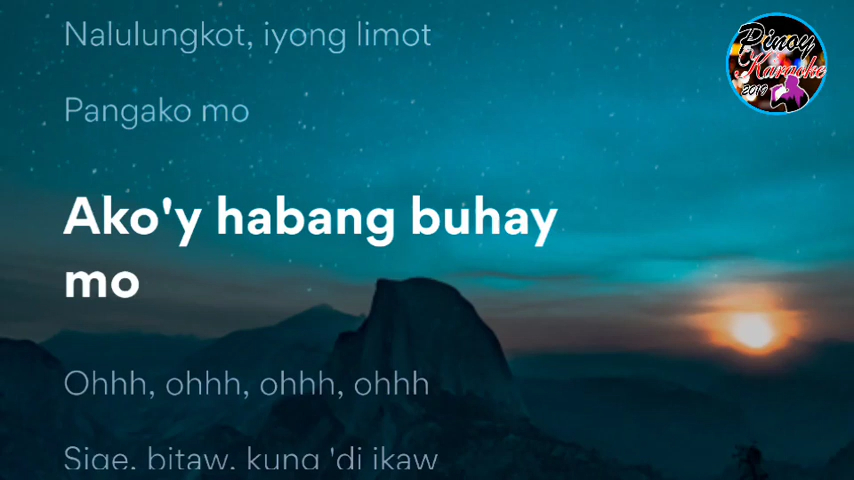 Nalulungkot, iyong limot
Pangako mo
Ako'y habang buhay
mo
Ohhh, ohhh, ohhh, ohhh
Sige, bitaw, kung 'di ikaw
Pinoy
Karaoke
2019